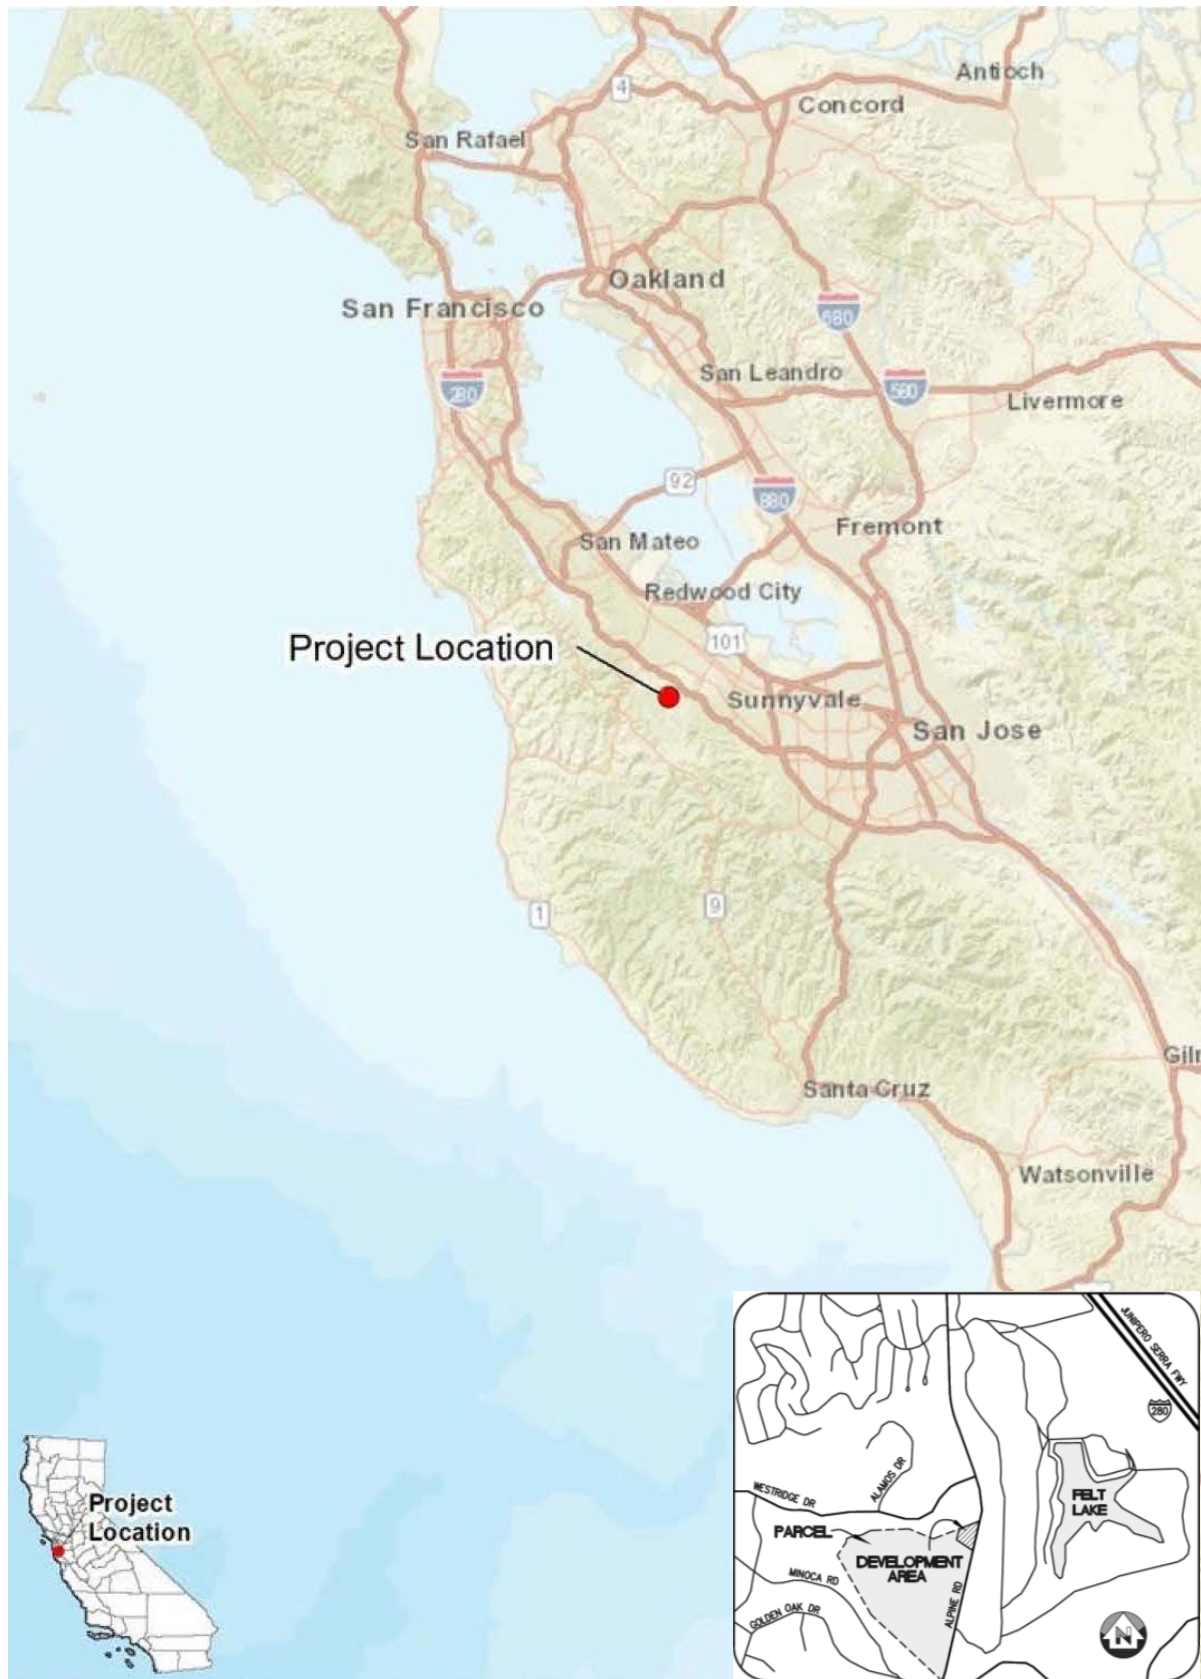 Antioch
Concord
4
San Rafael
Oakland
San Francisco
680
San Leandro
580
280
Livermore
92
880
Fremont
San Mateo
Redwood City
101
Project Location
Sunnyvale
San Jose
9
1
Gilr
Santa Cruz
Watsonville
JUNIPERO SERRA FWY
280
ALAMOS DR
WESTRIDGE DR
FELT
LAKE
PARCEL
DEVELOPMENT
AREA
MINOCA RD
ALPINE RD
GOLDEN OAK DR
N
Project
Location